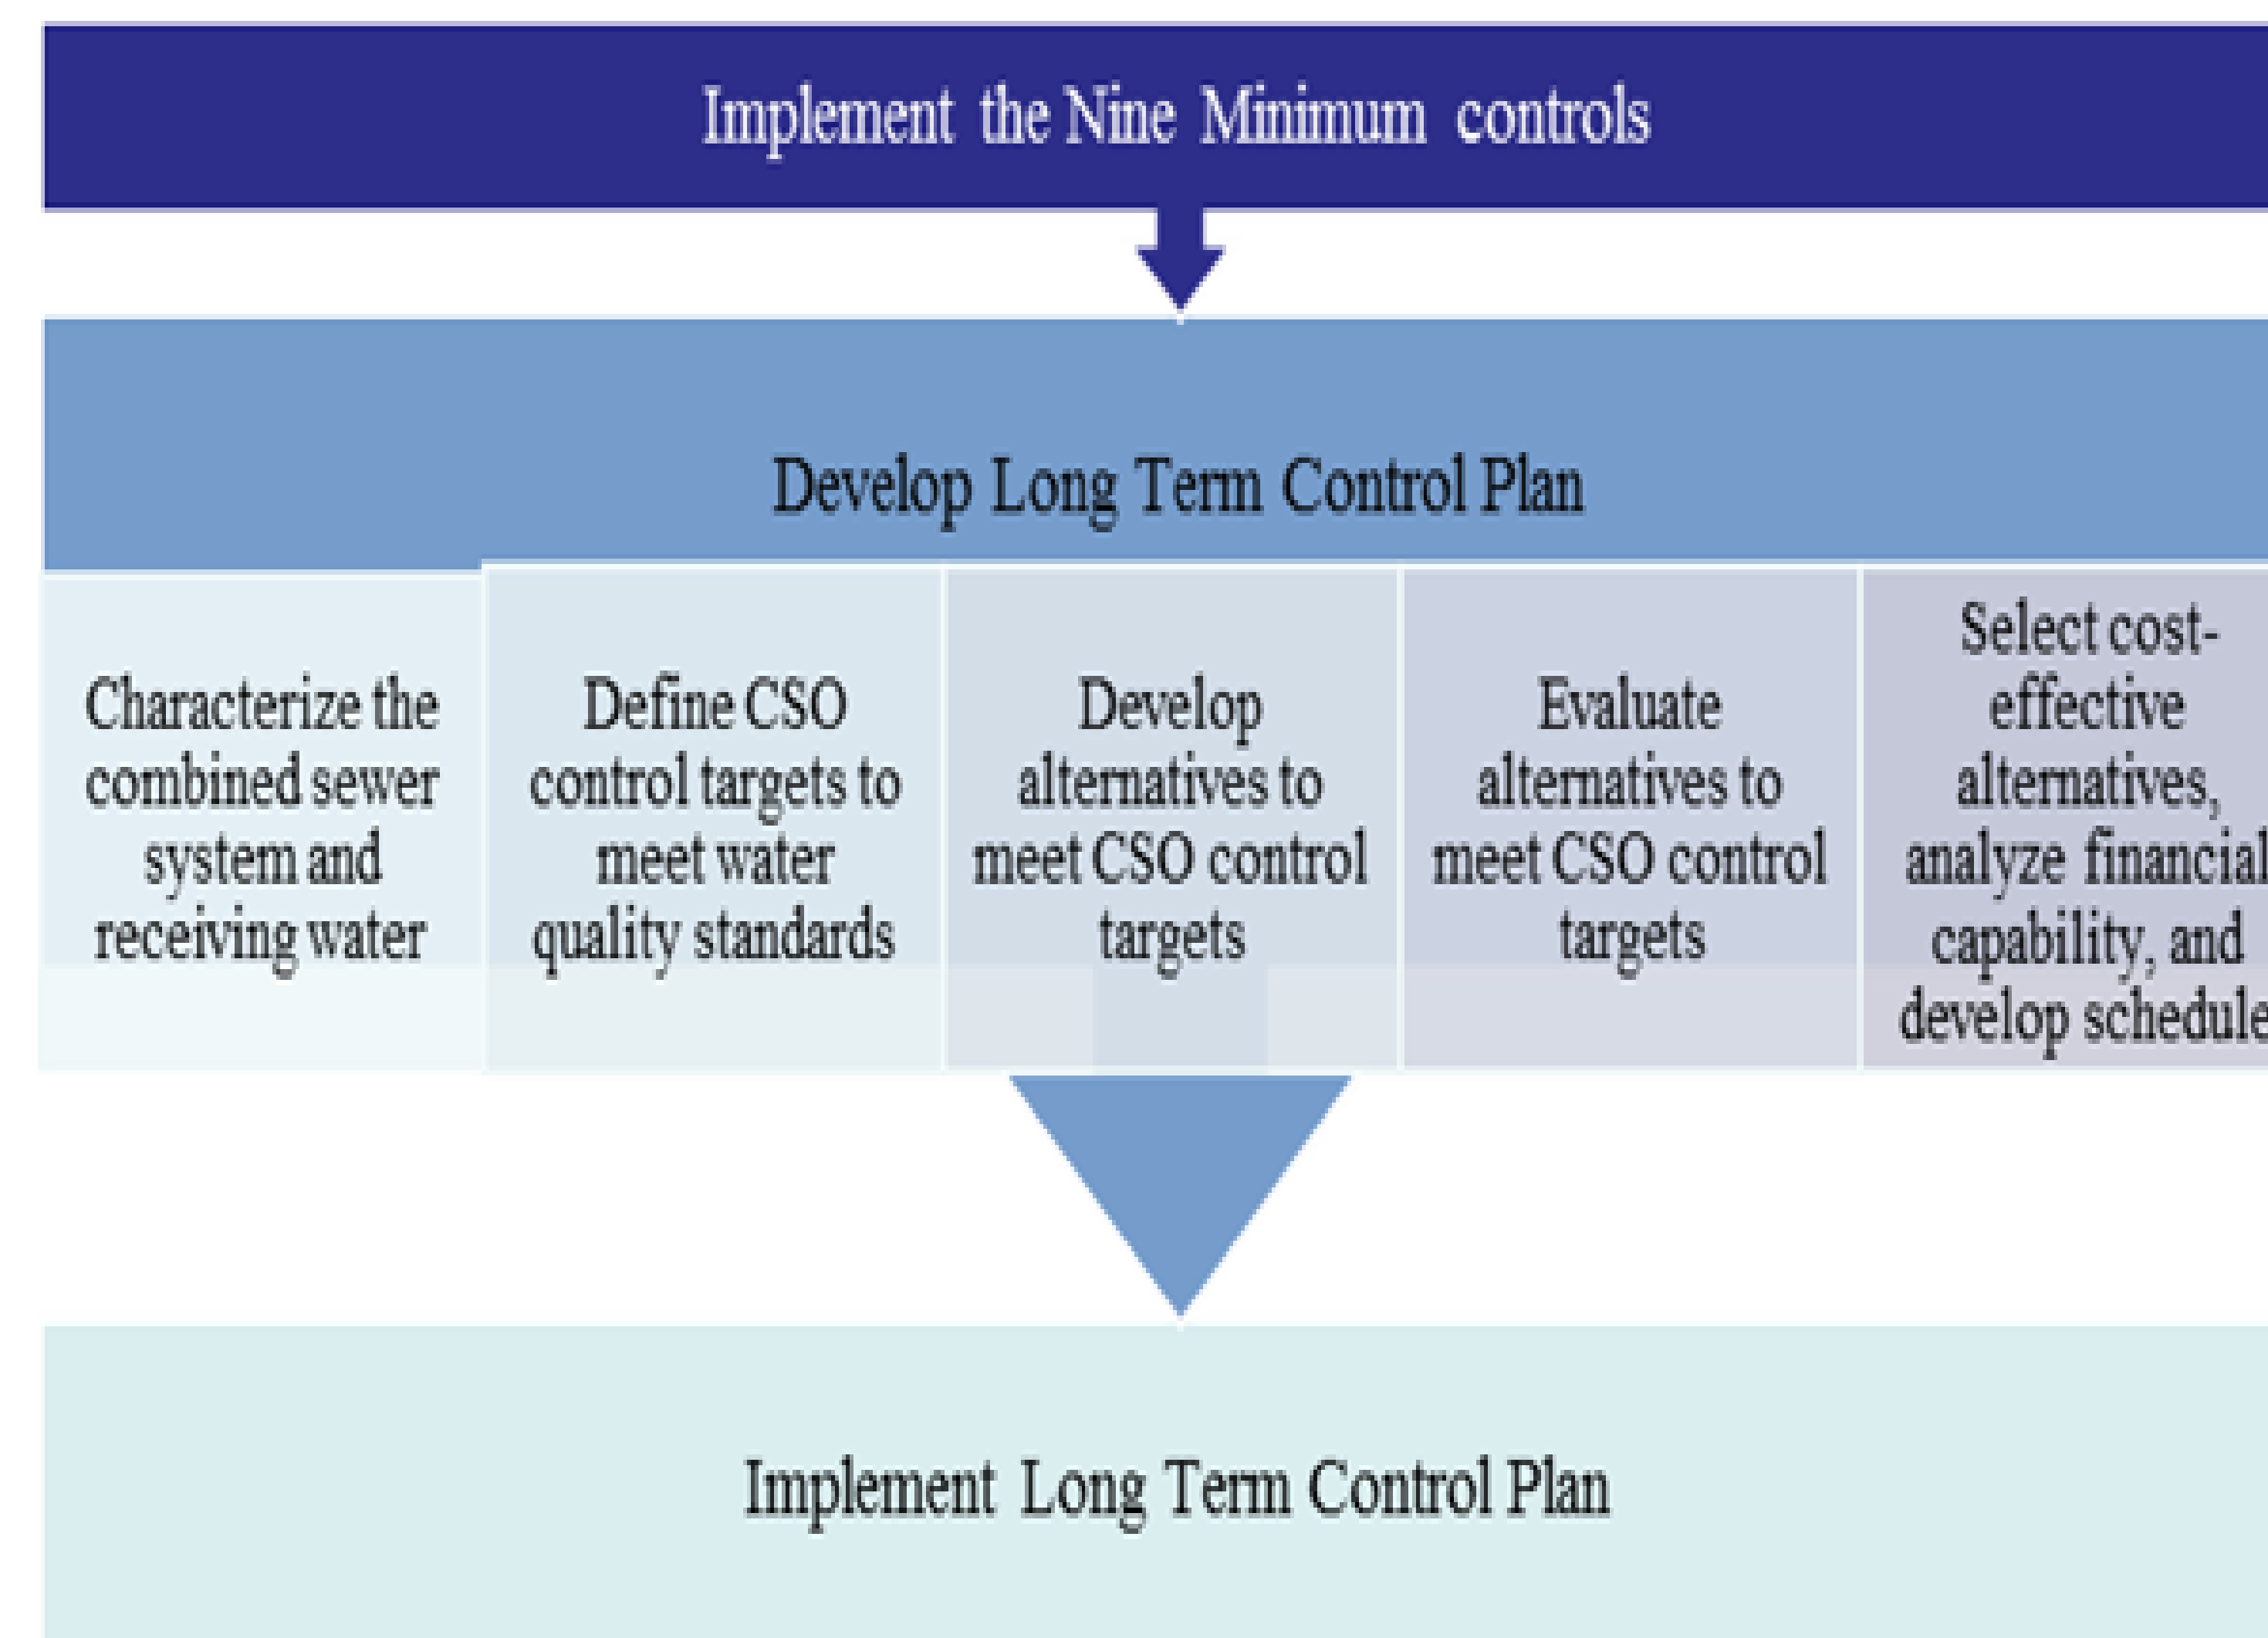 Implement the Nine Minimum controls
Develop Long Term Control Plan
Characterize the
combined sewer
system and
receiving water
Define CSO
control targets to
meet water
quality standards
Develop
alternatives to
meet CSO control
targets
Evaluate
alternatives to
meet CSO control
targets
Select cost-
effective
alternatives,
analyze financial
capability, and
develop schedule
Implement Long Term Control Plan